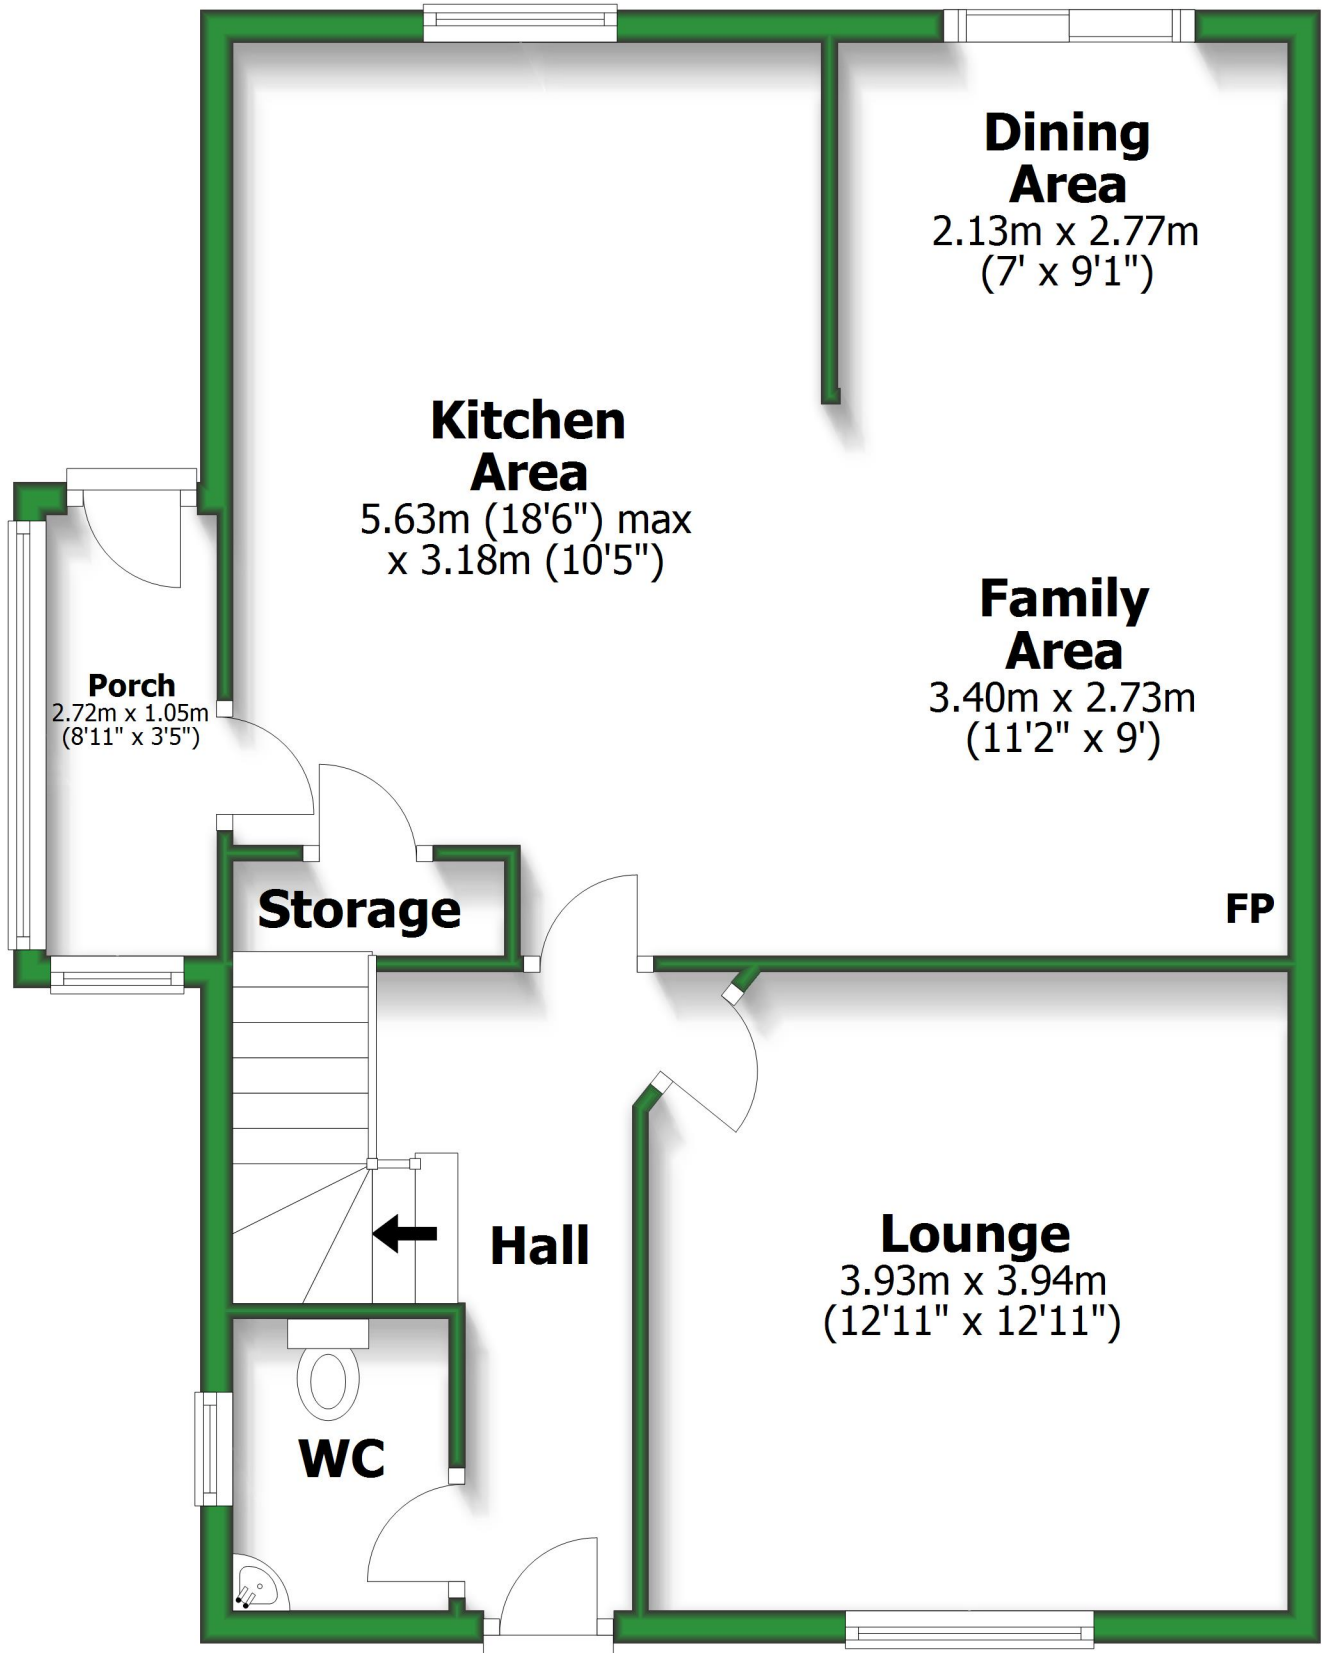 Dining
Area
2.13m x 2.77m
(7' x 9'1")
Kitchen
Area
5.63m (18'6") max
x 3.18m (10'5")
Family
Area
3.40m x 2.73m
(11'2" x 9')
Porch
2.72m x 1.05m
(8'11" x 3'5")
Storage
FP
Hall
Lounge
3.93m x 3.94m
(12'11" x 12'11")
WC